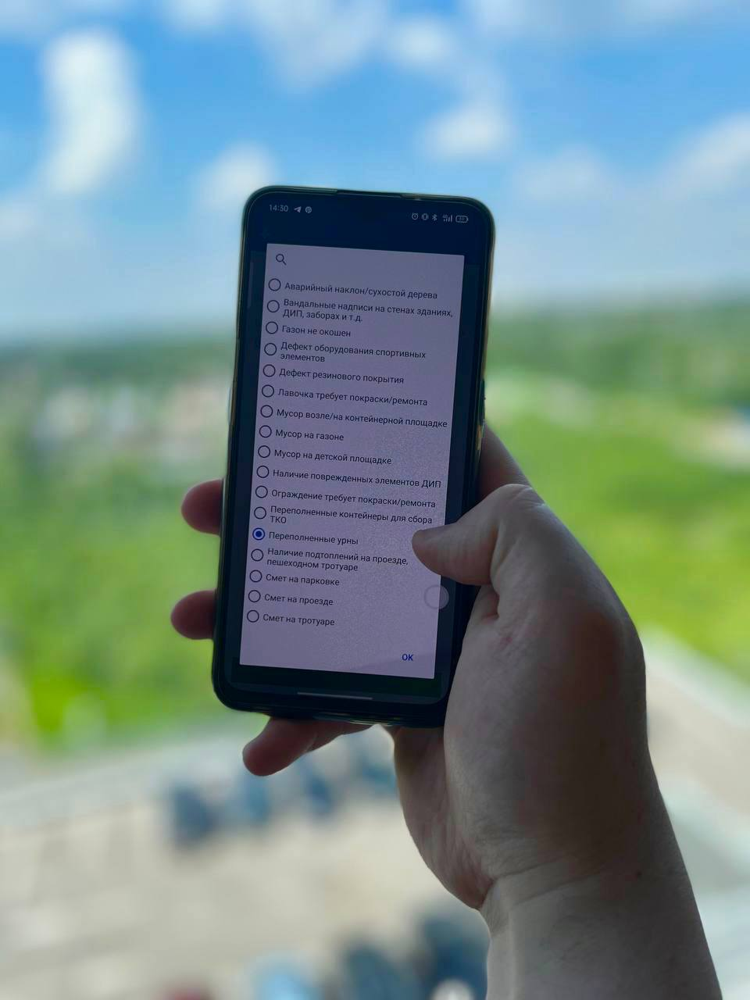 14:30
Аварийный наклон/сухостой дерева
Вандальные надписи на стенах зданиях,
ДИП, заборах и т.д.
Газон не окошен
Дефект оборудования спортивных
элементов
Дефект резинового покрытия
Лавочка требует покраски/ремонта
Мусор возле/на контейнерной площадке
Мусор на газоне
Мусор на детской площадке
Наличие поврежденных элементов ДИП
Ограждение требует покраски/ремонта
Переполненные контейнеры для сбора
ТКО
Переполненные урны
Наличие подтоплений на проезде,
пешеходном тротуаре
Смет на парковке
Смет на проезде
Смет на тротуаре
OK